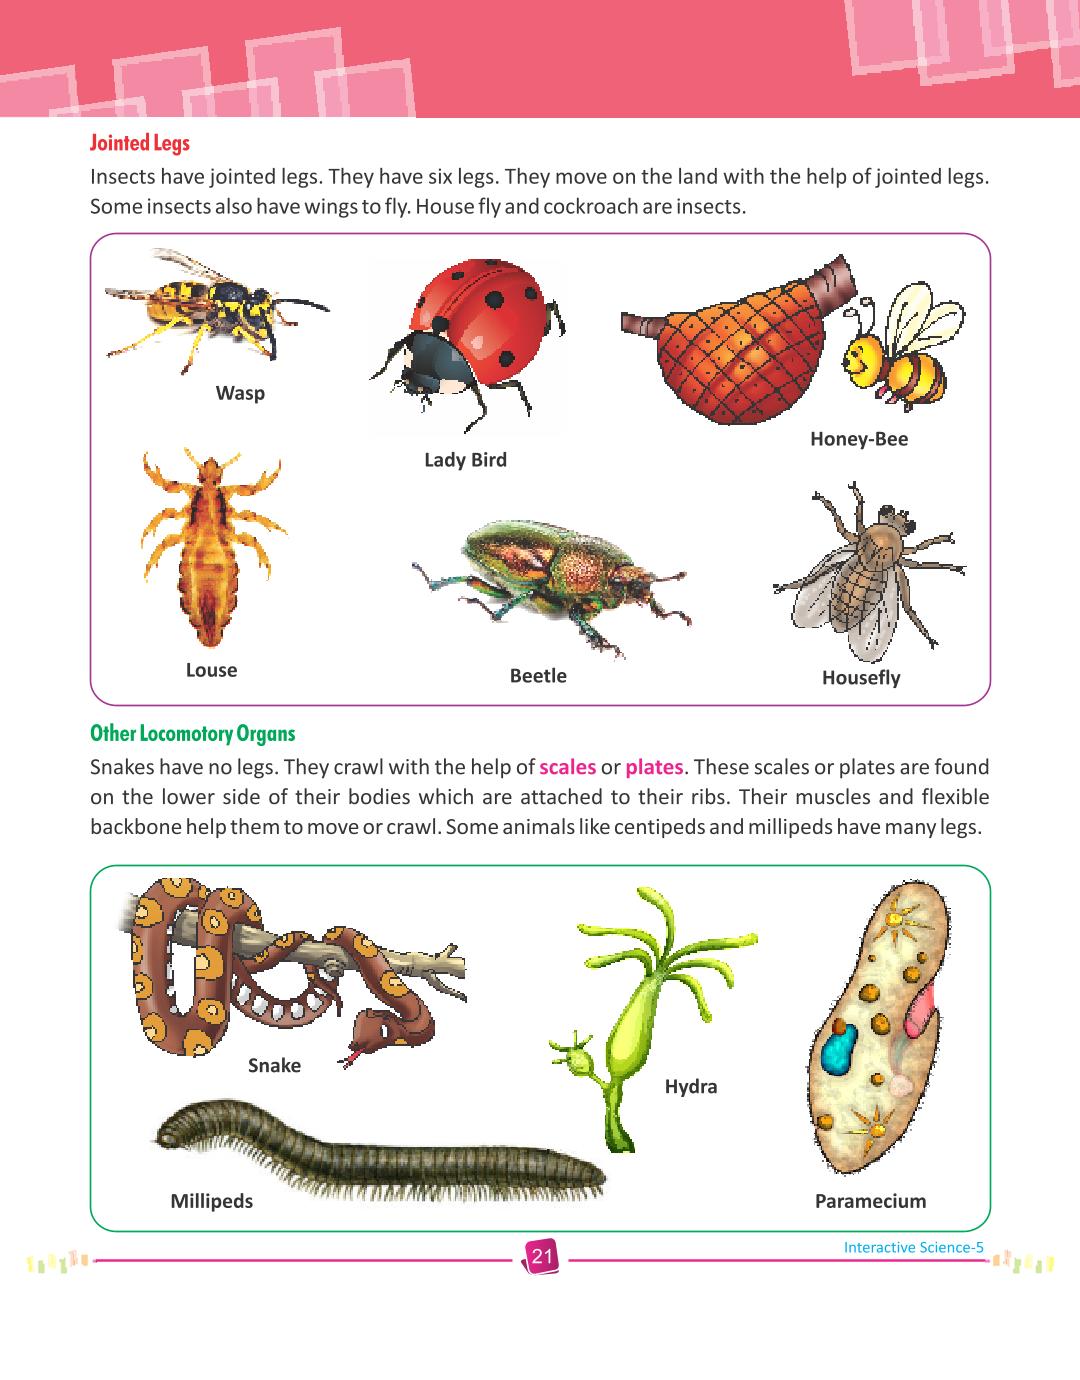 Jointed Legs
Insects have jointed legs. They have six legs. They move on the land with the help of jointed legs.
Some insects also have wings to fly. House fly and cockroach are insects.
Wasp
Lady Bird
Honey-Bee
Louse
Beetle
Housefly
Other Locomotory Organs
Snakes have no legs. They crawl with the help of scales or plates. These scales or plates are found
on the lower side of their bodies which are attached to their ribs. Their muscles and flexible
backbone help them to move or crawl. Some animals like centipeds and millipeds have many legs.
Snake
Hydra
Millipeds
Paramecium
Interactive Science-5
21